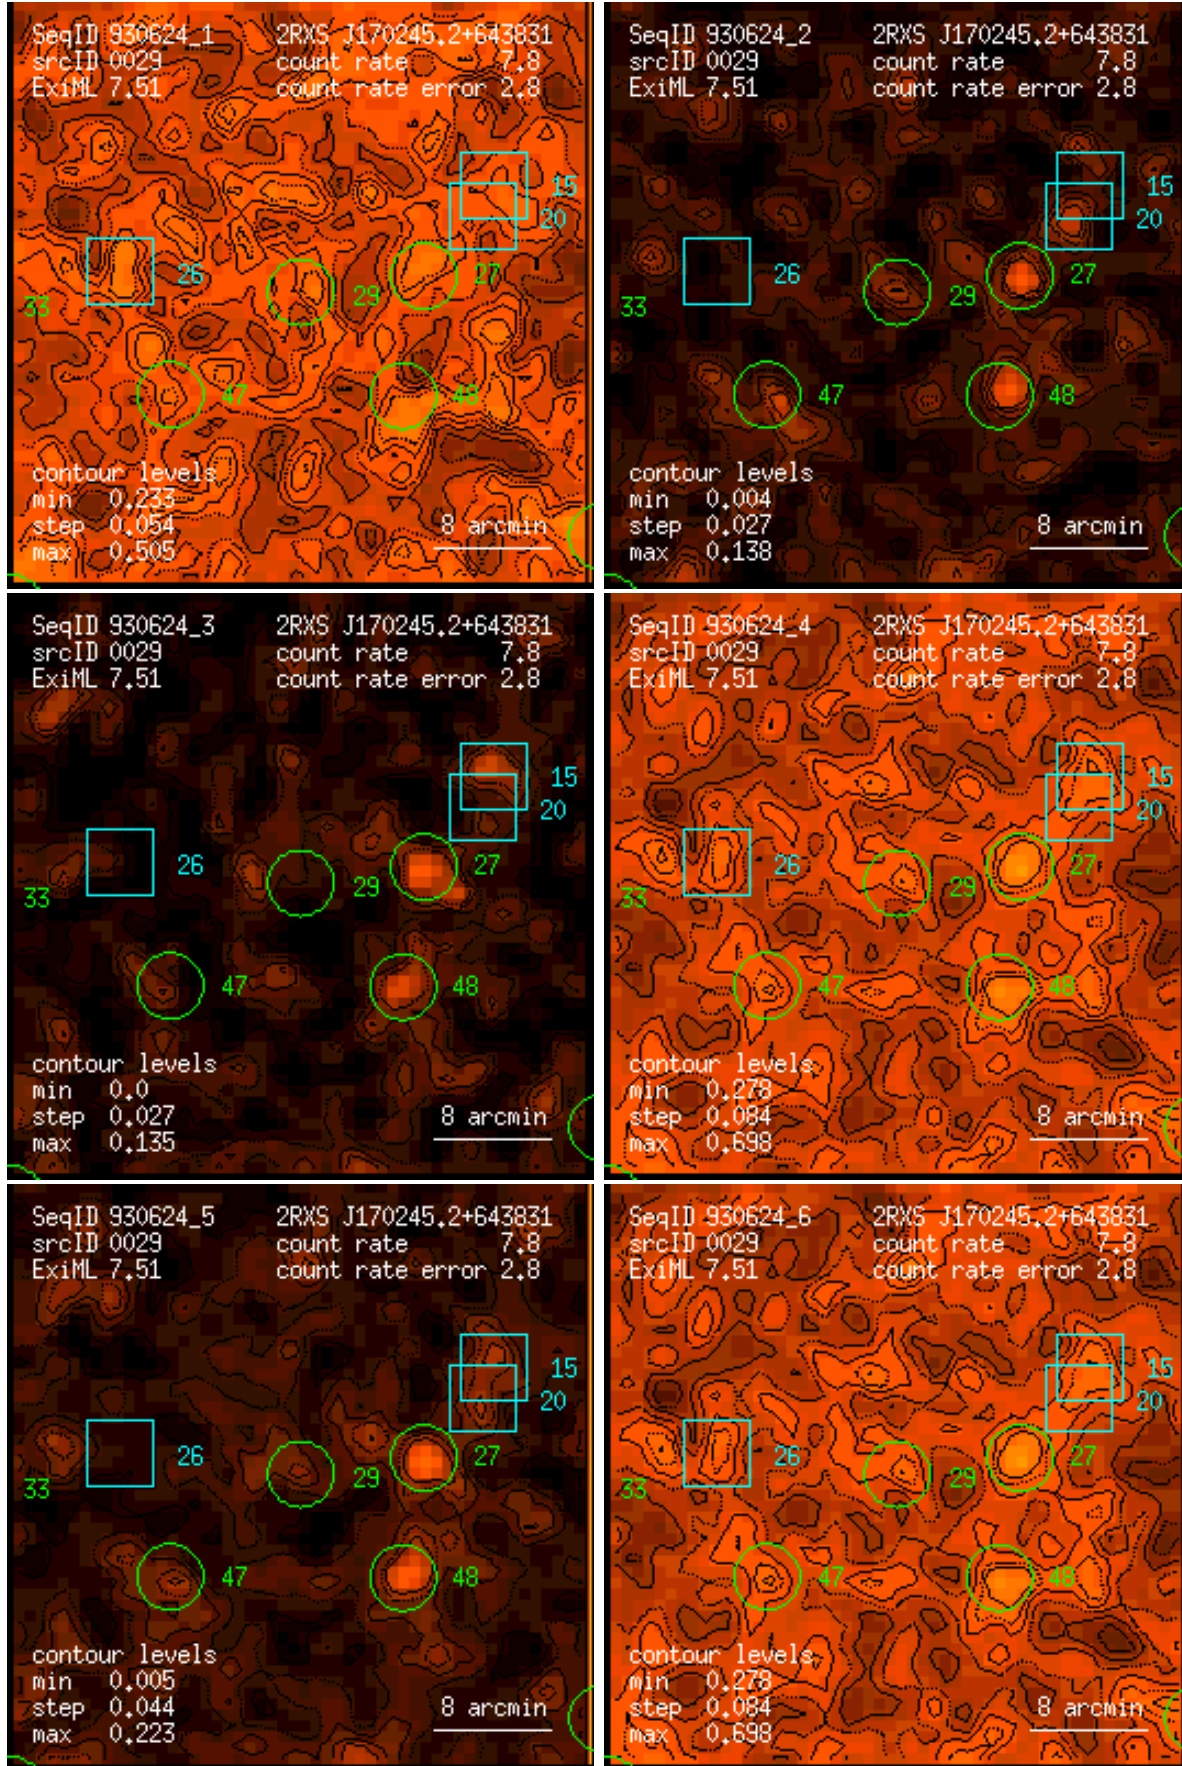 SeqID 930624_1 2RXS J170245.2+643831
srcID 0029 count rate 7.8
ExiML 7.51 count rate error 2.8
15
20
26 27
33 29
47 48
contour levels
min 0.233
step 0.054 8 arcmin
max 0.505
SeqID 930624_2 2RXS J170245.2+643831
srcID 0029 count rate 7.8
ExiML 7.51 count rate error 2.8
15
20
26 27
33 29
47 48
contour levels
min 0.004
step 0.027 8 arcmin
max 0.138
SeqID 930624_3 2RXS J170245.2+643831
srcID 0029 count rate 7.8
ExiML 7.51 count rate error 2.8
15
20
26 27
33 29
47 48
contour levels
min 0.0
step 0.027 8 arcmin
max 0.135
SeqID 930624_4 2RXS J170245.2+643831
srcID 0029 count rate 7.8
ExiML 7.51 count rate error 2.8
15
20
26 27
33 29
47 48
contour levels
min 0.278
step 0.084 8 arcmin
max 0.698
SeqID 930624_5 2RXS J170245.2+643831
srcID 0029 count rate 7.8
ExiML 7.51 count rate error 2.8
15
20
26 27
33 29
47 48
contour levels
min 0.005
step 0.044 8 arcmin
max 0.223
SeqID 930624_6 2RXS J170245.2+643831
srcID 0029 count rate 7.8
ExiML 7.51 count rate error 2.8
15
20
26 27
33 29
47 48
contour levels
min 0.278
step 0.084 8 arcmin
max 0.698